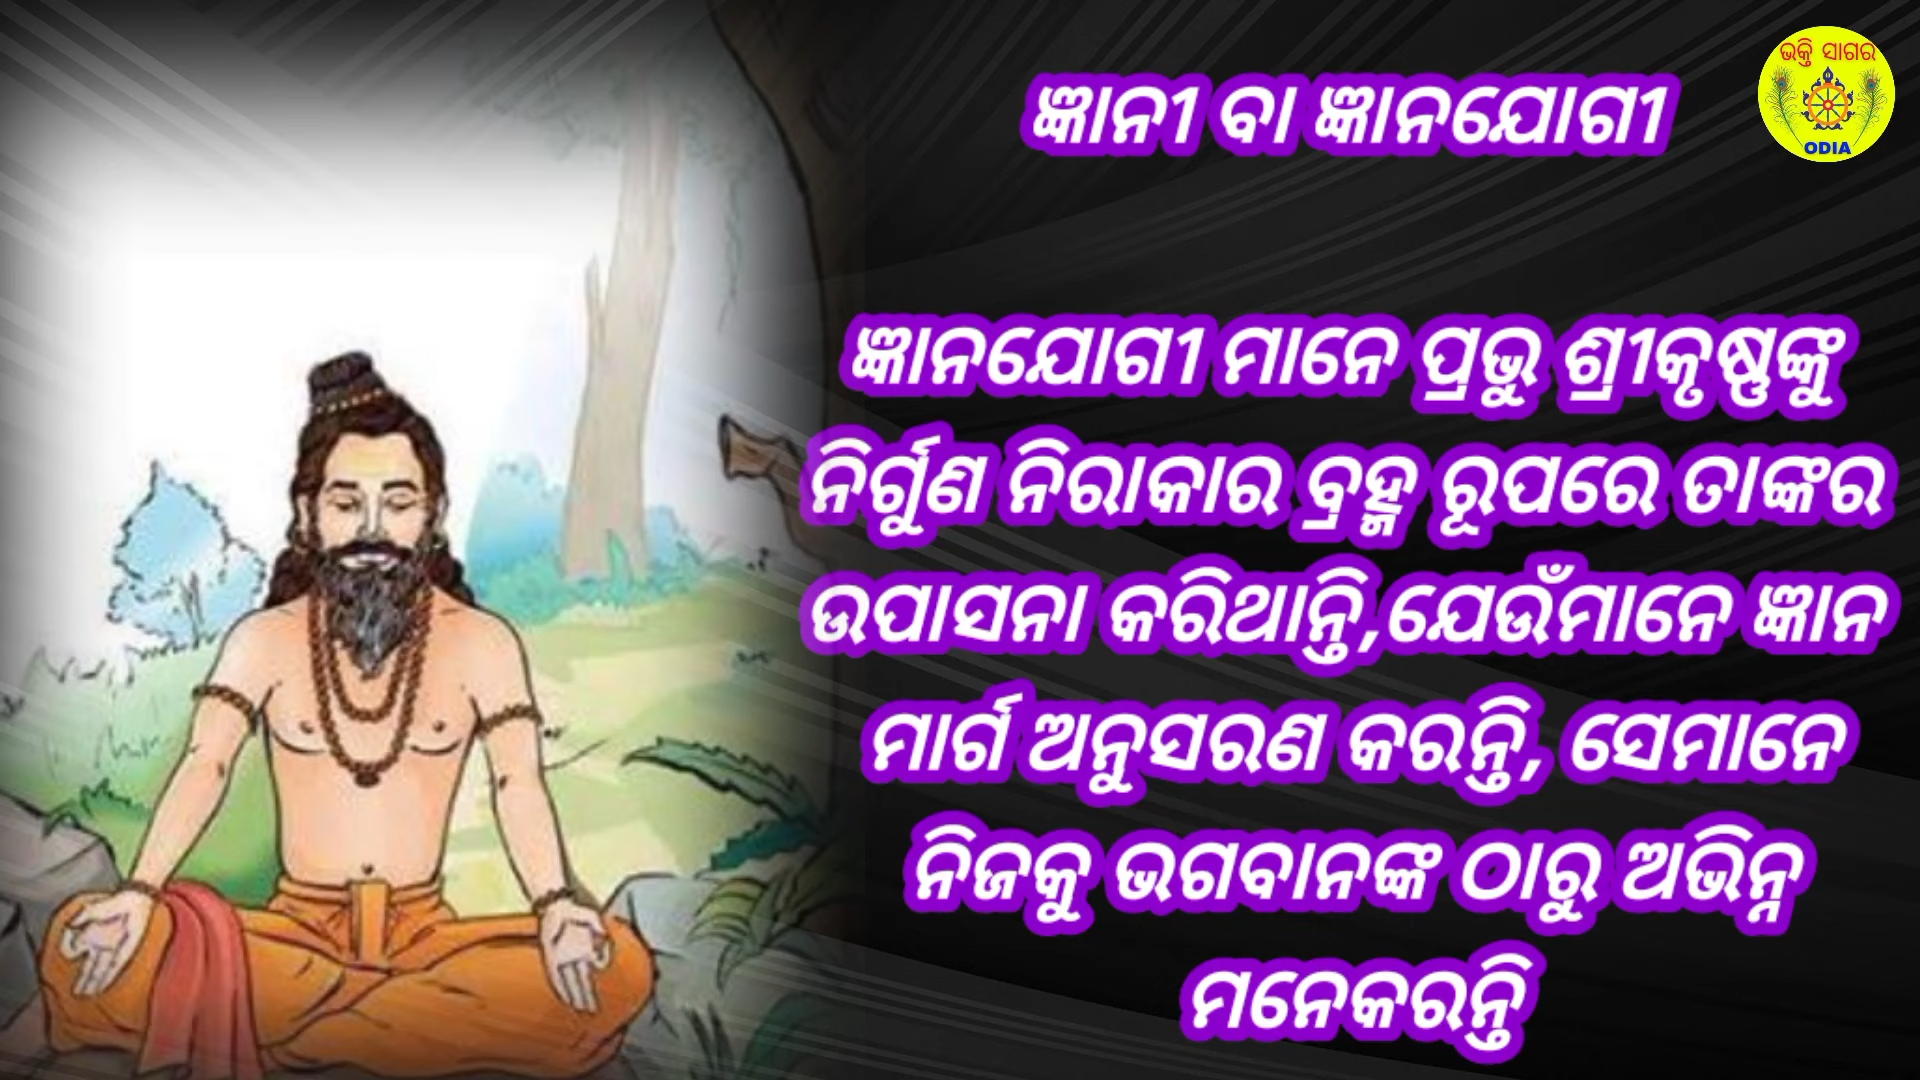 ଭକ୍ତି ସାଗର
ODIA
ଜ୍ଞାନୀ ବା ଜ୍ଞାନଯୋଗୀ
ଜ୍ଞାନଯୋଗୀ ମାନେ ପ୍ରଭୁ ଶ୍ରୀକୃଷ୍ଣଙ୍କୁ
ନିର୍ଗୁଣ ନିରାକାର ବ୍ରହ୍ମ ରୂପରେ ତାଙ୍କର
ଉପାସନା କରିଥାନ୍ତି,ଯେଉଁମାନେ ଜ୍ଞାନ
ମାର୍ଗ ଅନୁସରଣ କରନ୍ତି, ସେମାନେ
ନିଜକୁ ଭଗବାନଙ୍କ ଠାରୁ ଅଭିନ୍ନ
ମନେକରନ୍ତି